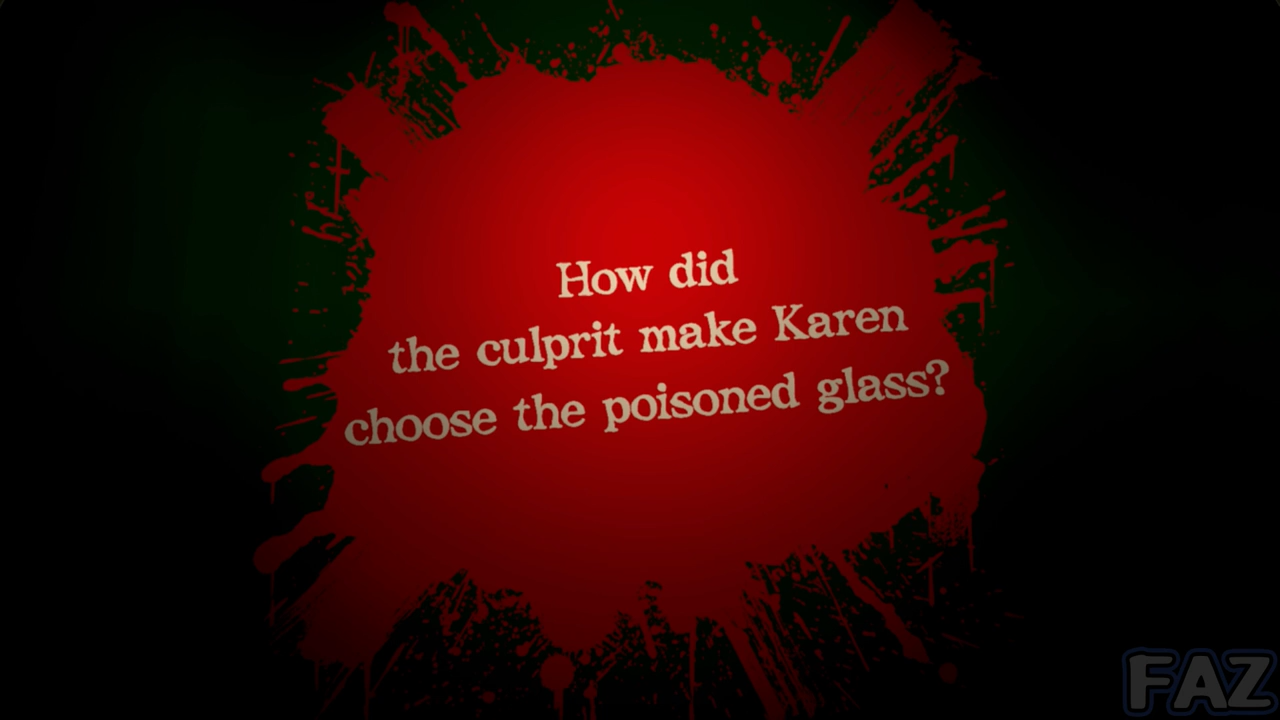 How did
the culprit make Karen
choose the poisoned glass?
FAZ